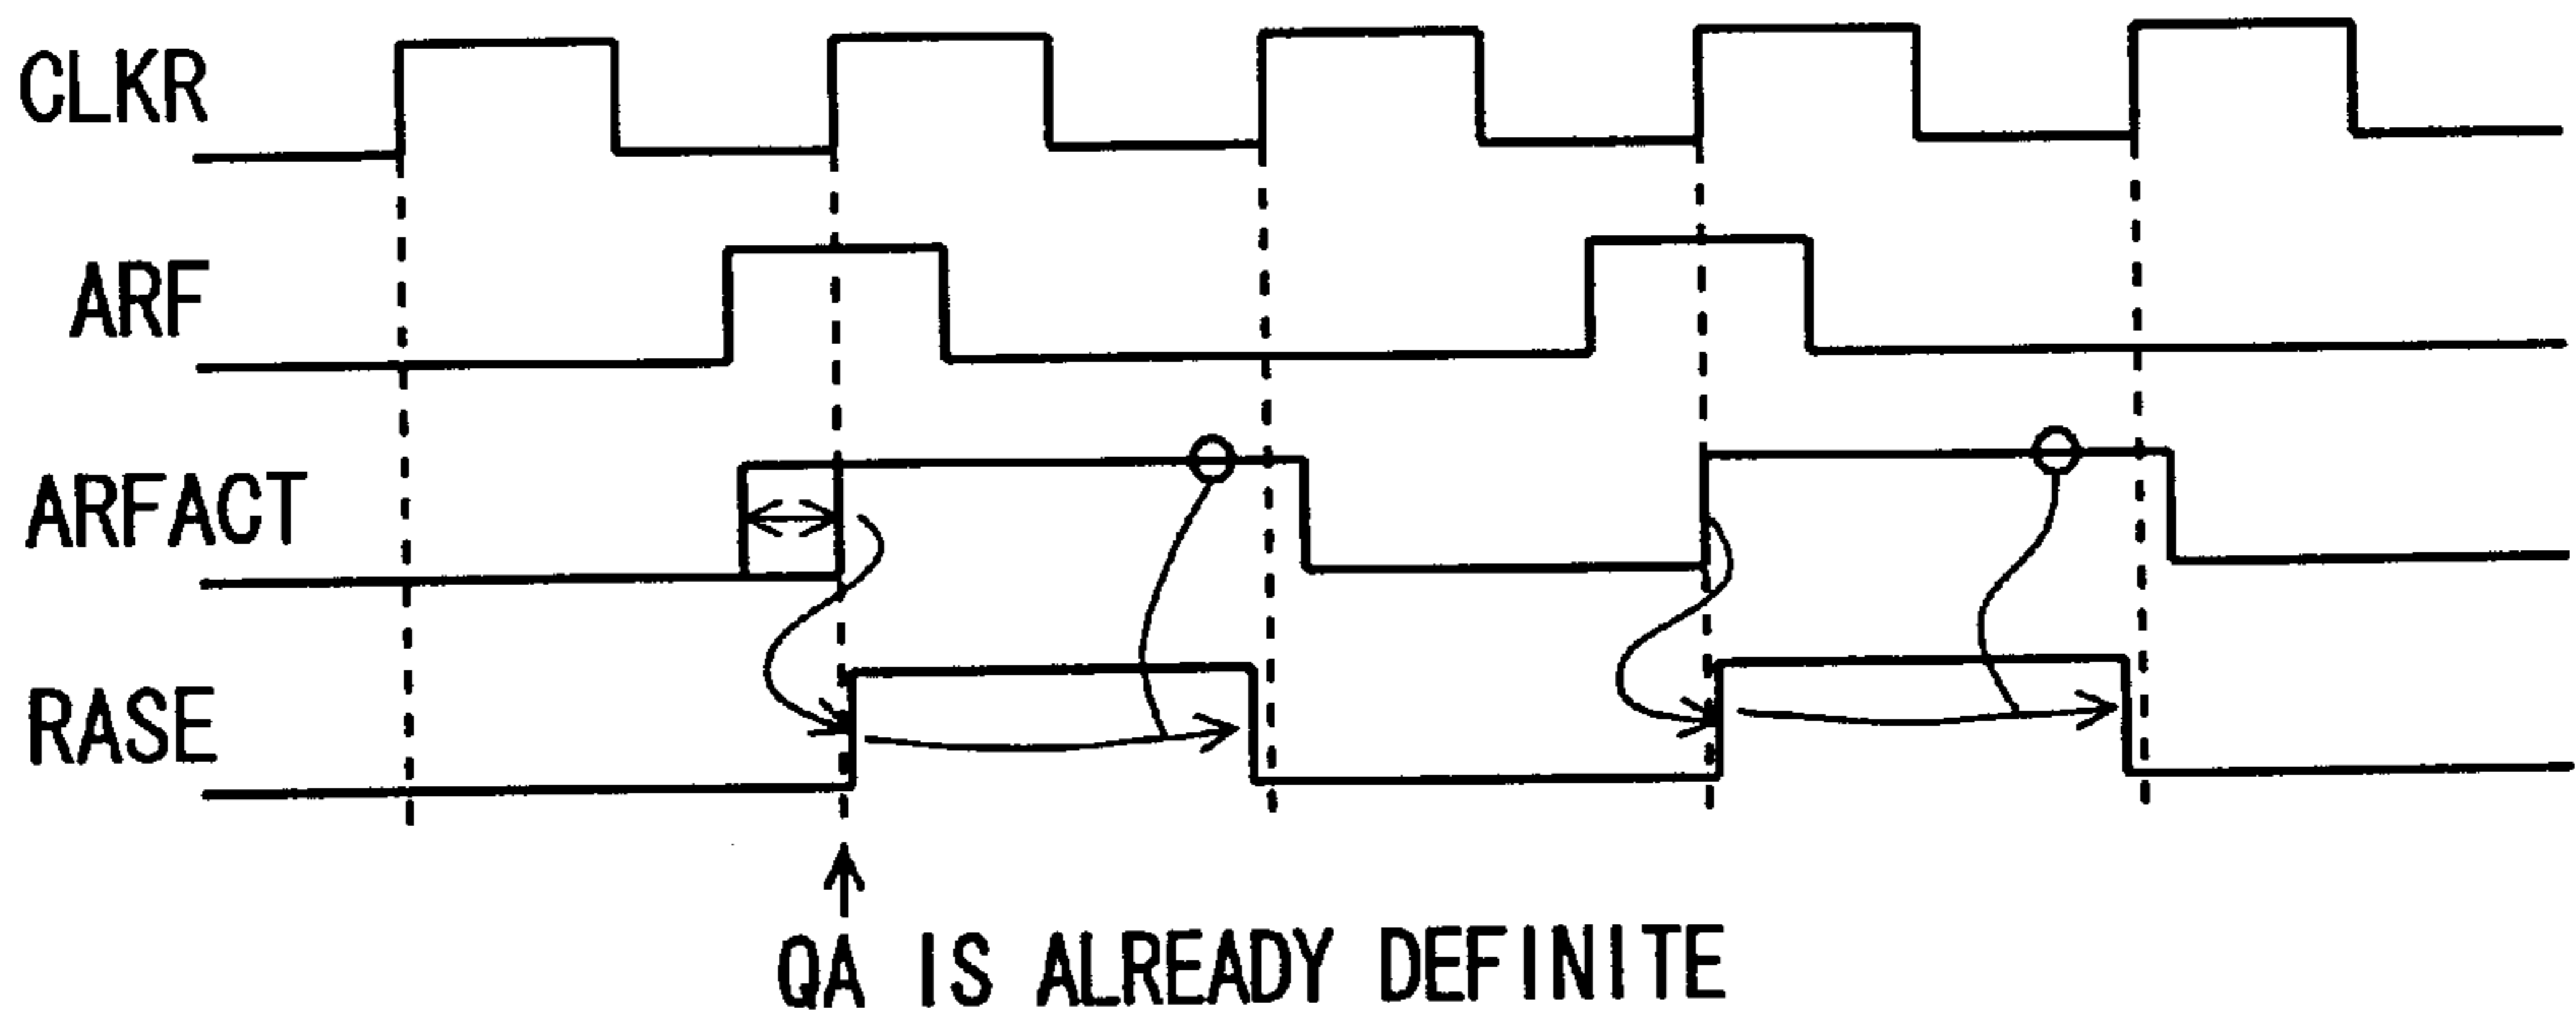 CLKR
ARF
ARFACT
RASE
QA IS ALREADY DEFINITE